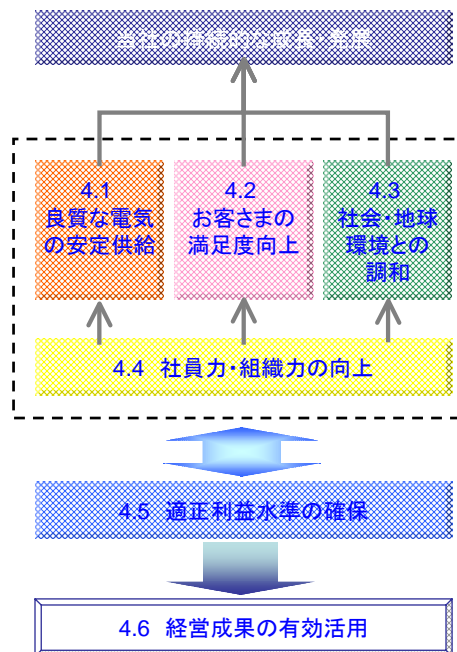 当社の持続的な成長・発展
4.1
良質な電気
の安定供給
4.2
お客さまの
満足度向上
4.3
社会・地球
環境との
調和
4.4 社員力・組織力の向上
4.5 適正利益水準の確保
4.6 経営成果の有効活用